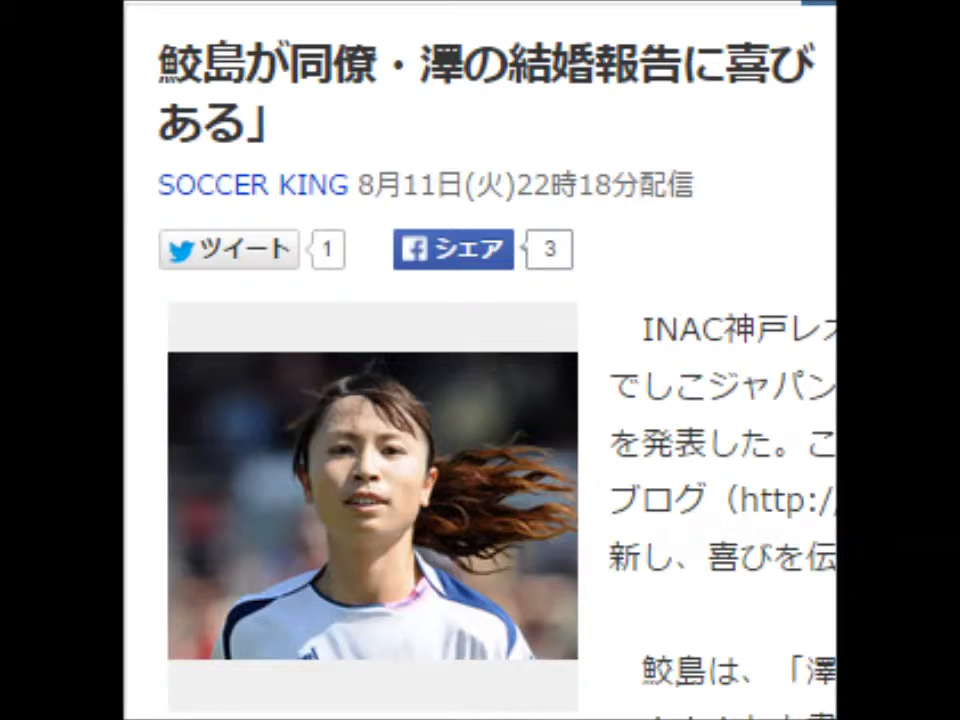 鮫島が同僚・澤の結婚報告に喜び
ある」
SOCCER KING 8月11日(火)22時18分配信
ツイート 1 シェア 3
INAC神戸レ
でしこジャパン
を発表した。こ
ブログ（http:/
新し、喜びを伝
鮫島は、「澤